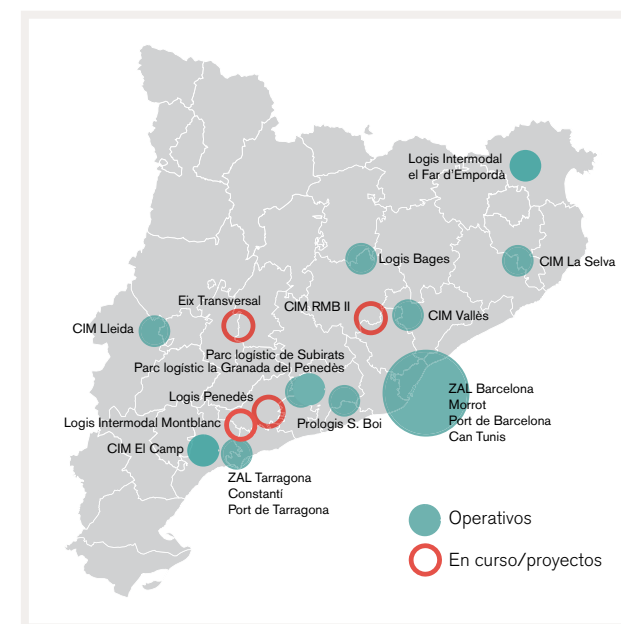 Logis Intermodal
el Far d'Empordà
Logis Bages
CIM La Selva
Eix Transversal
CIM RMB II
CIM Vallès
CIM Lleida
Parc logístic de Subirats
Parc logístic la Granada del Penedès
Logis Penedès
ZAL Barcelona
Morrot
Port de Barcelona
Can Tunis
Logis Intermodal Montblanc
Prologis S. Boi
CIM El Camp
ZAL Tarragona
Constantí
Port de Tarragona
Operativos
En curso/proyectos